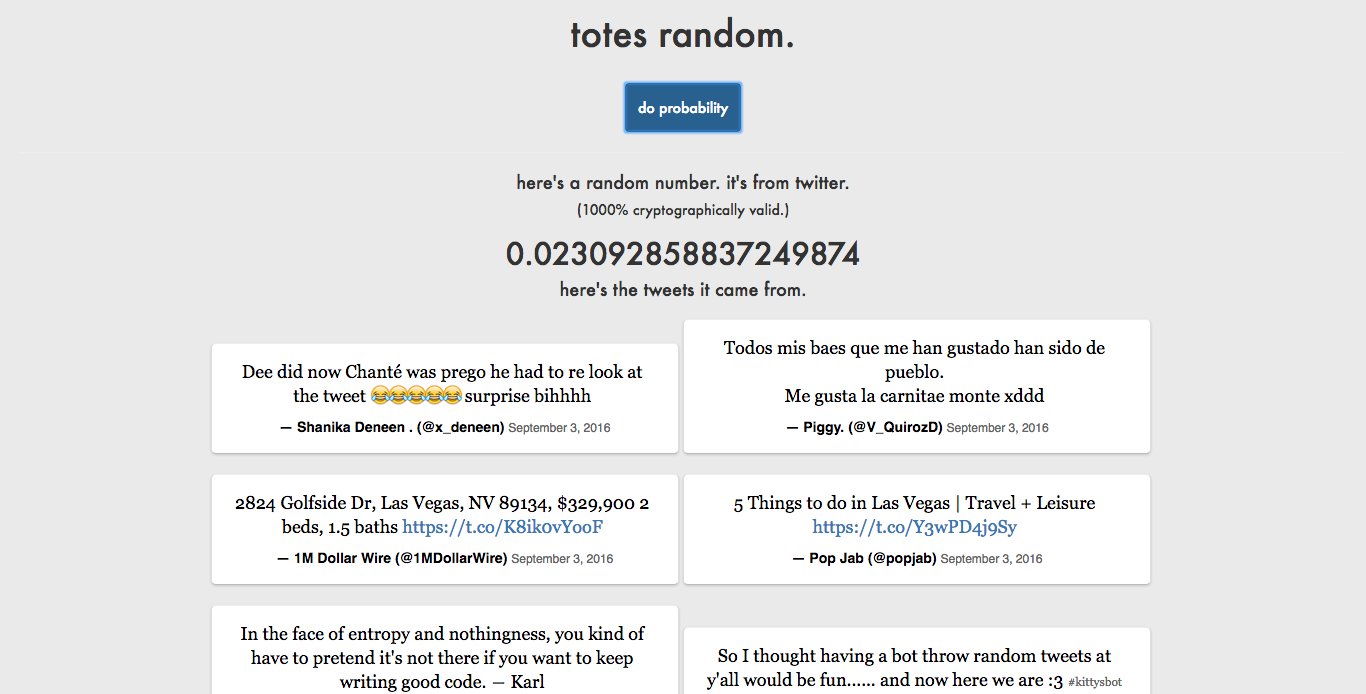 totes random.
do probability
here's a random number. it's from twitter.
(1000% cryptographically valid.)
0.023092858837249874
here's the tweets it came from.
Dee did now Chanté was prego he had to re look at
the tweet 😂😂😂😂😂 surprise bihhhh
— Shanika Deneen . (@x_deneen) September 3, 2016
Todos mis baes que me han gustado han sido de
pueblo.
Me gusta la carnitae monte xddd
— Piggy. (@V_QuirozD) September 3, 2016
2824 Golfside Dr, Las Vegas, NV 89134, $329,900 2
beds, 1.5 baths https://t.co/K8ik0vYooF
— 1M Dollar Wire (@1MDollarWire) September 3, 2016
5 Things to do in Las Vegas | Travel + Leisure
https://t.co/Y3wPD4j9Sy
— Pop Jab (@popjab) September 3, 2016
In the face of entropy and nothingness, you kind of
have to pretend it's not there if you want to keep
writing good code. — Karl
So I thought having a bot throw random tweets at
y'all would be fun...... and now here we are :3 #kittysbot